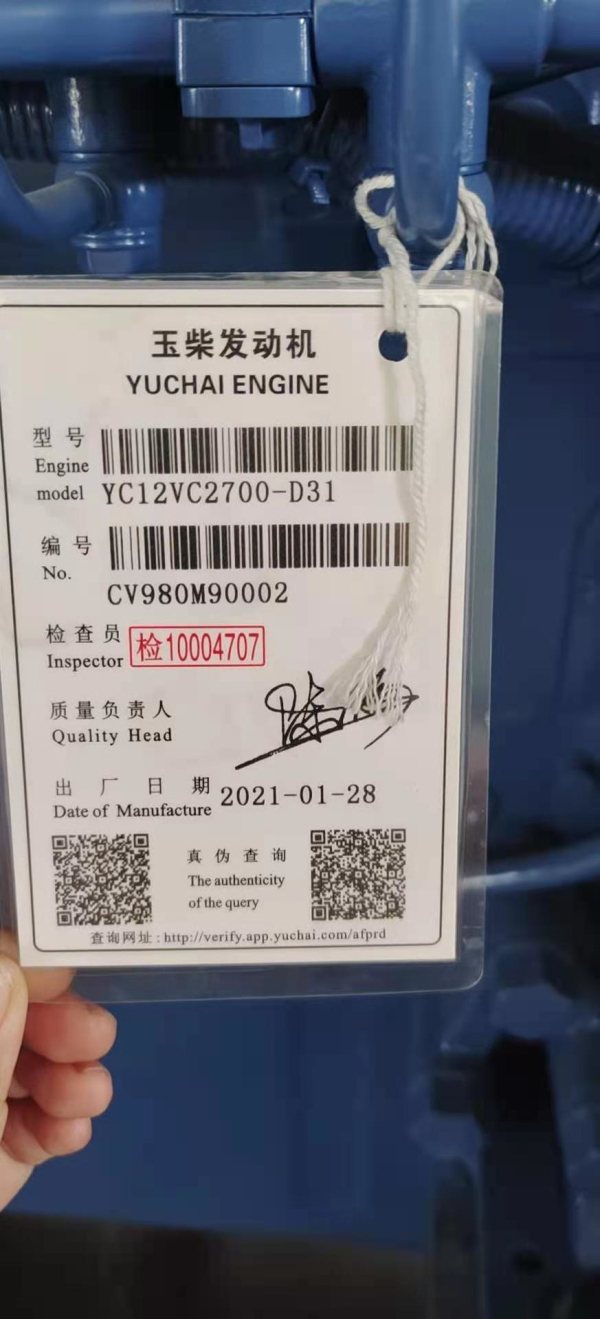 玉柴发动机
YUCHAI ENGINE
型号
Engine
model YC12VC2700-D31
编号
No.
CV980M90002
检查员
Inspector 检10004707
质量负责人
Quality Head
出厂日期
Date of Manufacture 2021-01-28
真伪查询
The authenticity
of the query
查询网址：http://verify.app.yuchai.com/afprd